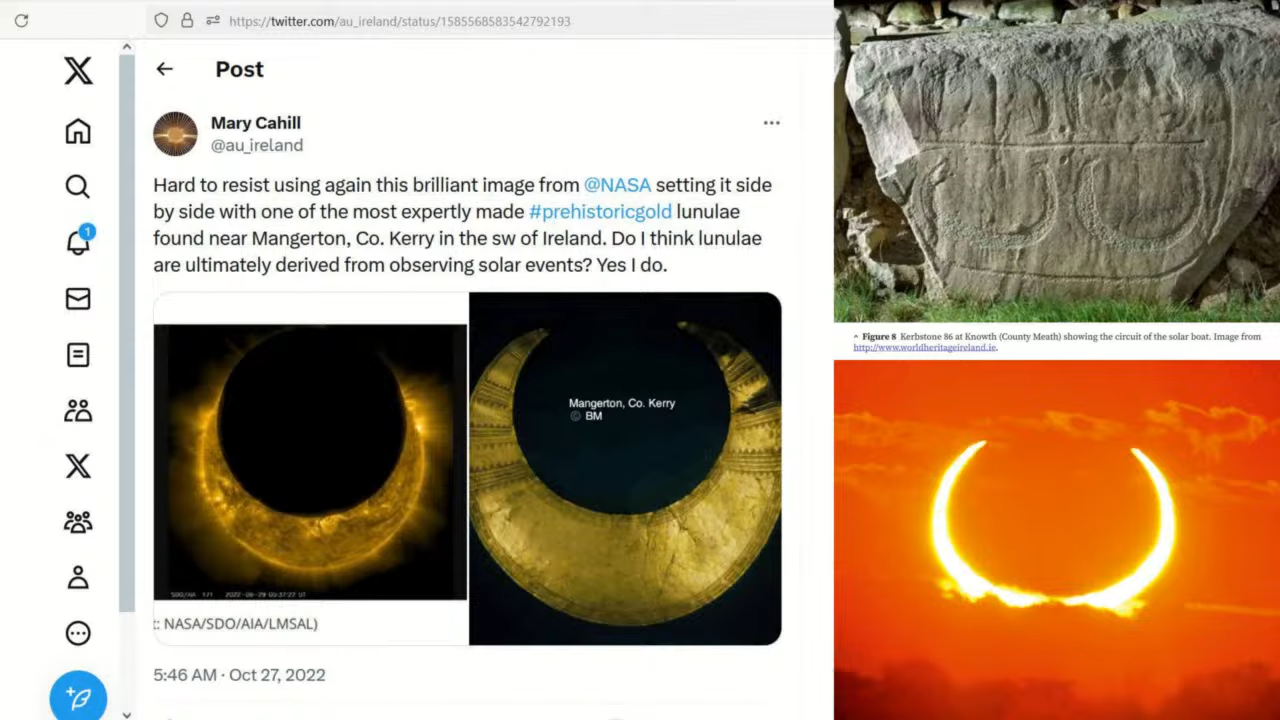 https://twitter.com/au_ireland/status/1585568583542792193
Post
Mary Cahill
@au_ireland
Hard to resist using again this brilliant image from @NASA setting it side
by side with one of the most expertly made #prehistoricgold lunulae
found near Mangerton, Co. Kerry in the sw of Ireland. Do I think lunulae
are ultimately derived from observing solar events? Yes I do.
Mangerton, Co. Kerry
© BM
: NASA/SDO/AIA/LMSAL)
5:46 AM · Oct 27, 2022
1
^ Figure 8 Kerbstone 86 at Knowth (County Meath) showing the circuit of the solar boat. Image from
http://www.worldheritageireland.ie.